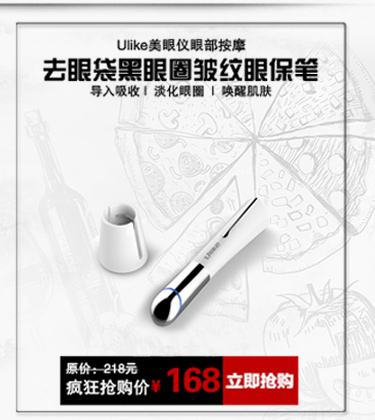 Ulike美眼仪眼部按摩
去眼袋黑眼圈皱纹眼保笔
导入吸收 | 淡化眼圈 | 唤醒肌肤
Ulike
原价：218元
疯狂抢购价¥ 168 立即抢购